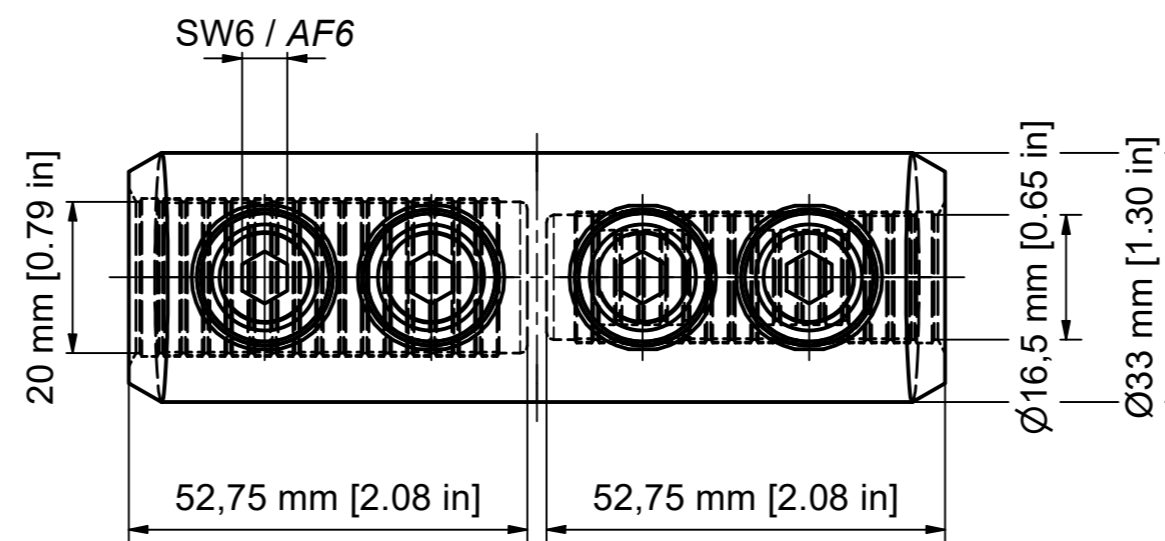 SW6 / AF6
20 mm [0.79 in]
Ø16,5 mm [0.65 in]
Ø33 mm [1.30 in]
52,75 mm [2.08 in]
52,75 mm [2.08 in]